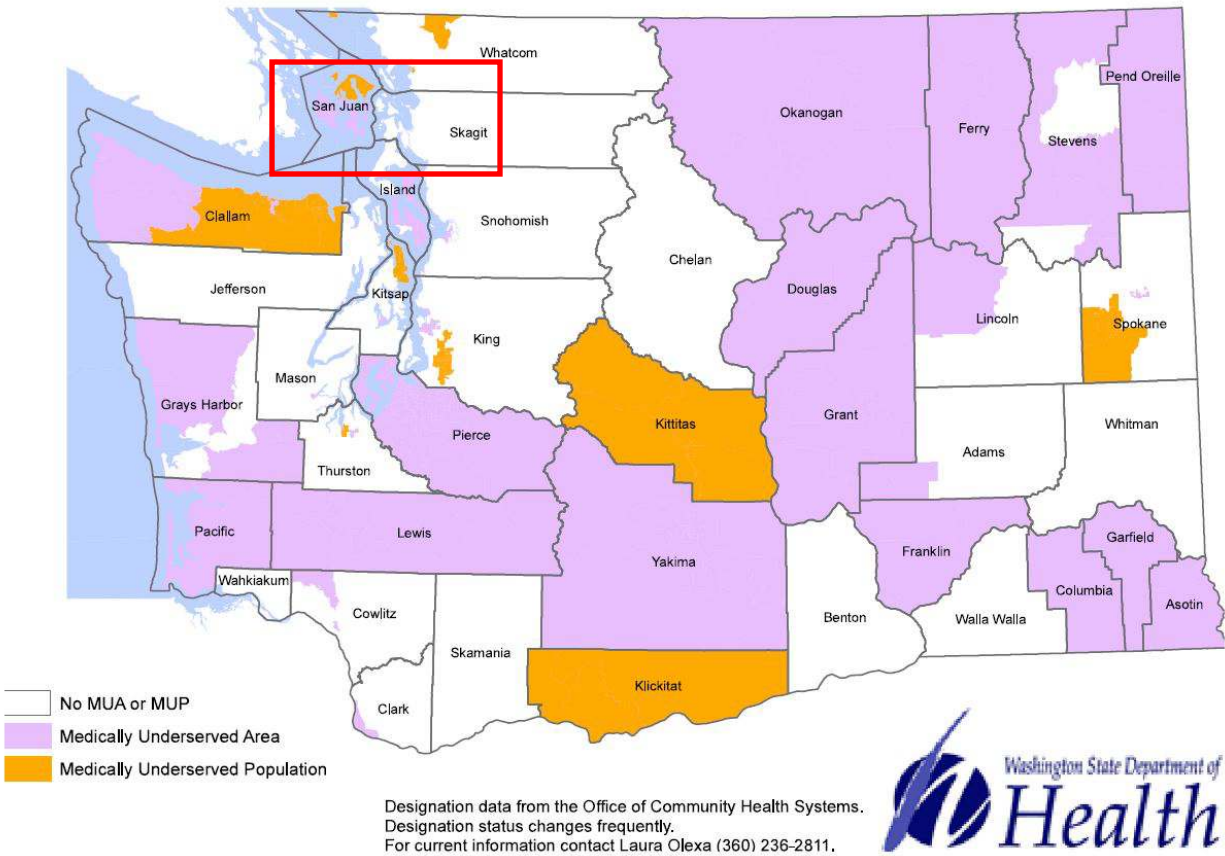 Whatcom
San Juan
Skagit
Okanogan
Ferry
Stevens
Pend Oreille
Island
Clallam
Snohomish
Chelan
Jefferson
Kitsap
Douglas
Lincoln
Spokane
King
Mason
Grays Harbor
Kittitas
Grant
Whitman
Pierce
Adams
Thurston
Pacific
Lewis
Yakima
Franklin
Garfield
Wahkiakum
Columbia
Asotin
Cowlitz
Benton
Walla Walla
Skamania
Klickitat
Clark
No MUA or MUP
Medically Underserved Area
Medically Underserved Population
Designation data from the Office of Community Health Systems.
Designation status changes frequently.
For current information contact Laura Olexa (360) 236-2811.
Washington State Department of
Health